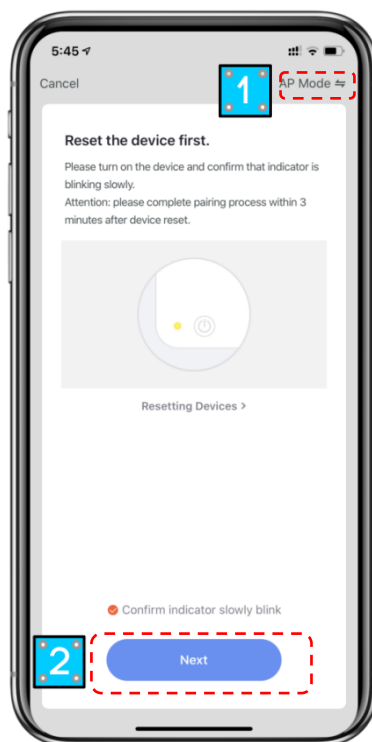 5:45
Cancel
1
AP Mode
Reset the device first.
Please turn on the device and confirm that indicator is
blinking slowly.
Attention: please complete pairing process within 3
minutes after device reset.
Resetting Devices >
Confirm indicator slowly blink
2
Next